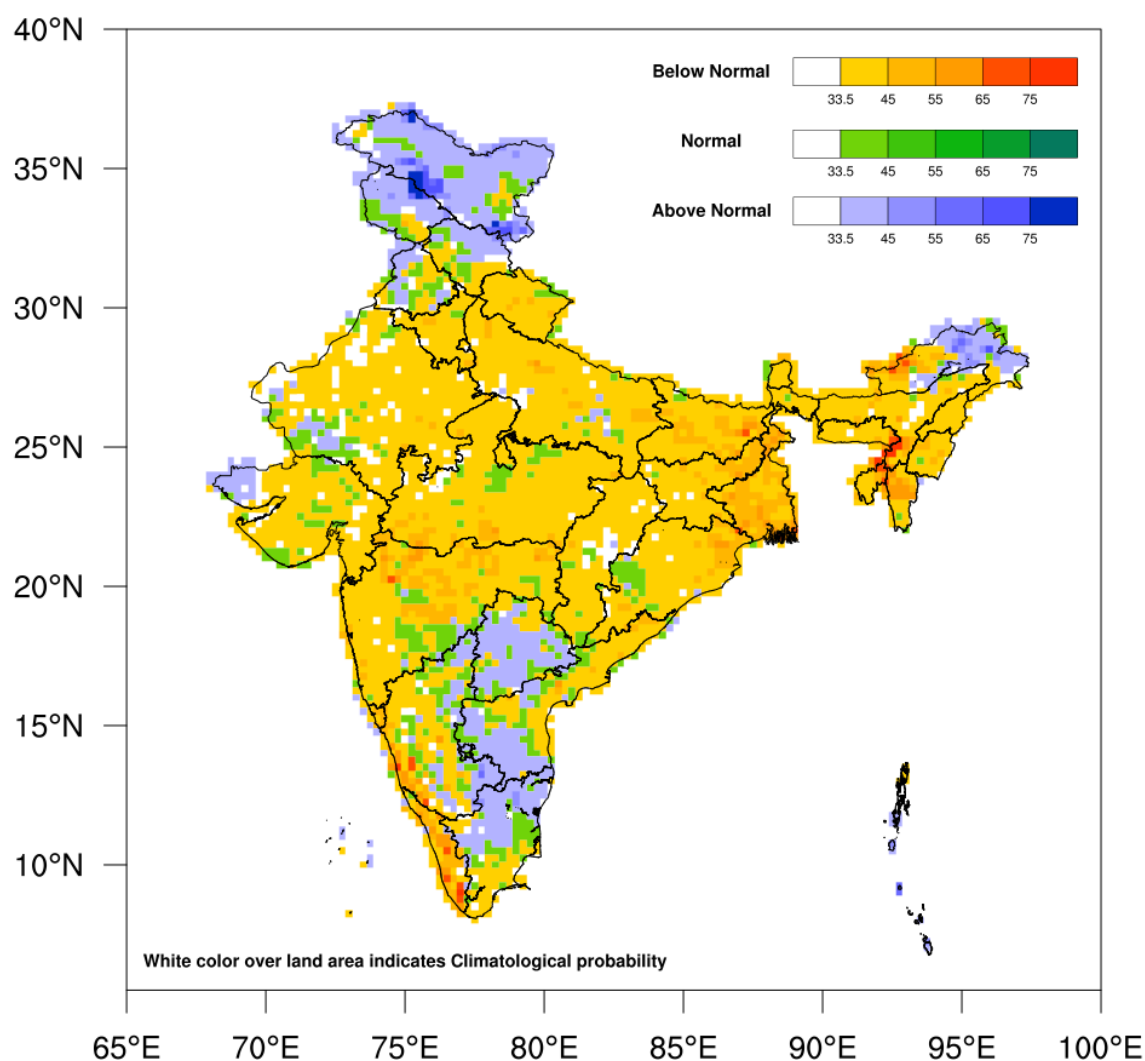 40°N
Below Normal
33.5 45 55 65 75
Normal
33.5 45 55 65 75
35°N
Above Normal
33.5 45 55 65 75
30°N
25°N
20°N
15°N
10°N
White color over land area indicates Climatological probability
65°E 70°E 75°E 80°E 85°E 90°E 95°E 100°E